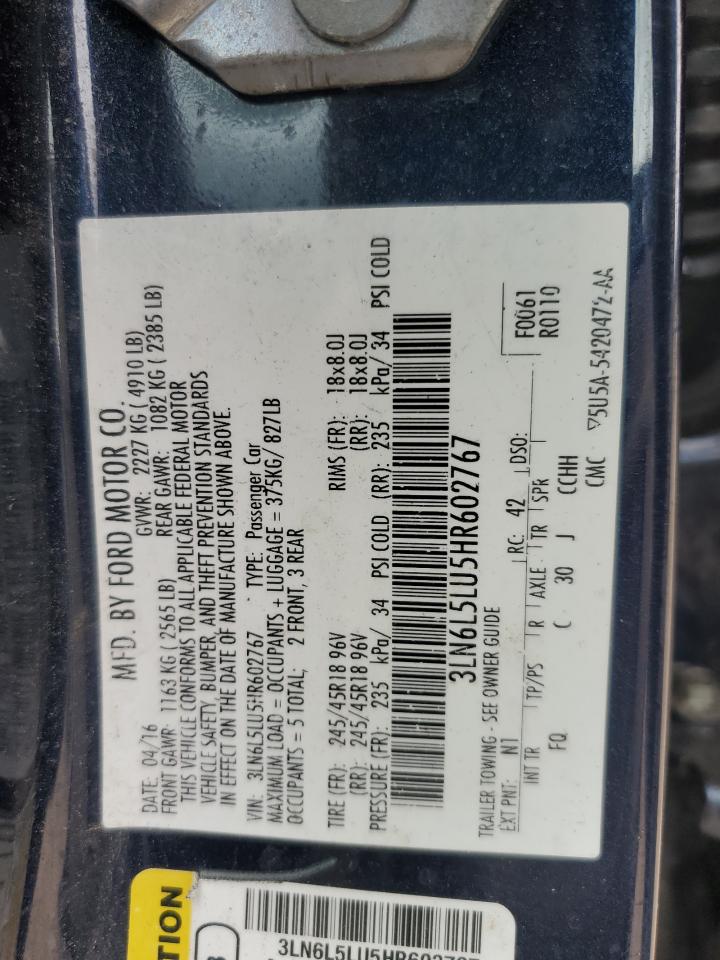 MFD. BY FORD MOTOR CO.
DATE: 04/16 GVWR: 2227 KG ( 4910 LB)
FRONT GAWR: 1163 KG ( 2565 LB) REAR GAWR: 1082 KG ( 2385 LB)
THIS VEHICLE CONFORMS TO ALL APPLICABLE FEDERAL MOTOR
VEHICLE SAFETY, BUMPER, AND THEFT PREVENTION STANDARDS
IN EFFECT ON THE DATE OF MANUFACTURE SHOWN ABOVE.
VIN: 3LN6L5LU5HR602767 TYPE: Passenger Car
MAXIMUM LOAD = OCCUPANTS + LUGGAGE = 375KG/ 827LB
OCCUPANTS = 5 TOTAL; 2 FRONT, 3 REAR
TIRE (FR): 245/45R18 96V RIMS (FR): 18x8.0J
(RR): 245/45R18 96V (RR): 18x8.0J
PRESSURE (FR): 235 kPa/ 34 PSI COLD (RR): 235 kPa/ 34 PSI COLD
3LN6L5LU5HR602767
TRAILER TOWING - SEE OWNER GUIDE
EXT PNT: N1 RC: 42 DSO: F0061
R0110
INT TR TP/PS R AXLE TR SPR
FQ C 30 J CCHH
CMC ▽5U5A-5420472-AA
TION
3LN6L5LU5HR602767